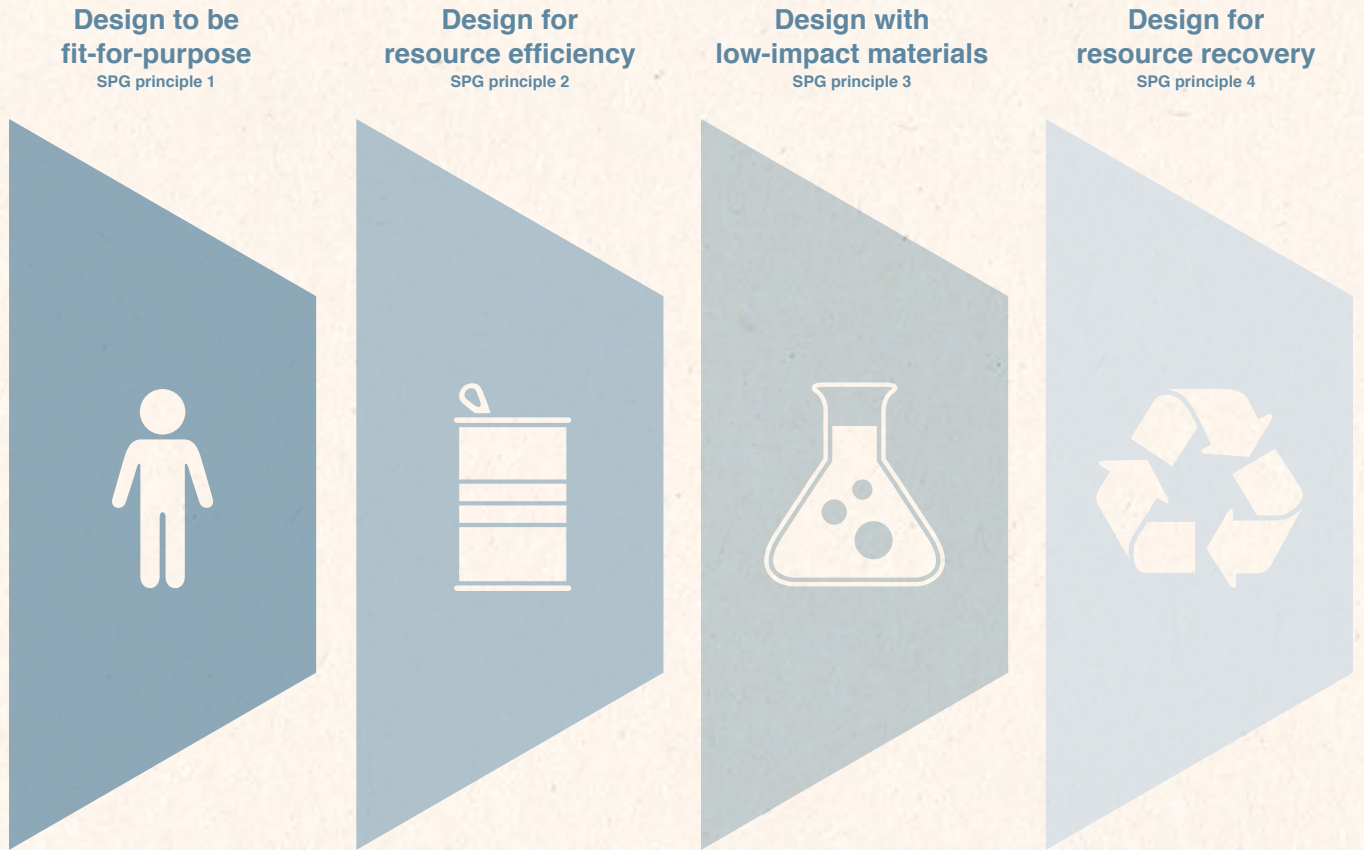 Design to be
fit-for-purpose
SPG principle 1
Design for
resource efficiency
SPG principle 2
Design with
low-impact materials
SPG principle 3
Design for
resource recovery
SPG principle 4